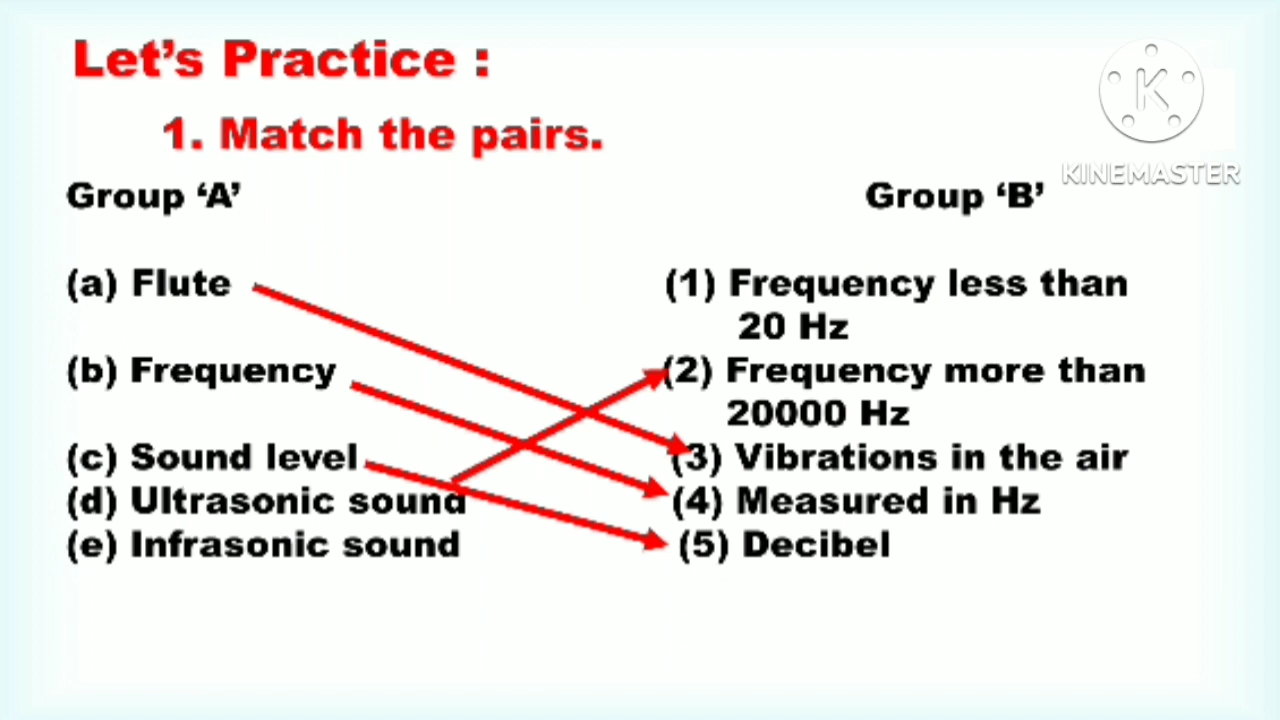 Let's Practice :
1. Match the pairs.
K
KINEMASTER
Group ‘A’
Group ‘B’
(a) Flute
(1) Frequency less than
20 Hz
(b) Frequency
(2) Frequency more than
20000 Hz
(c) Sound level
(3) Vibrations in the air
(d) Ultrasonic sound
(4) Measured in Hz
(e) Infrasonic sound
(5) Decibel